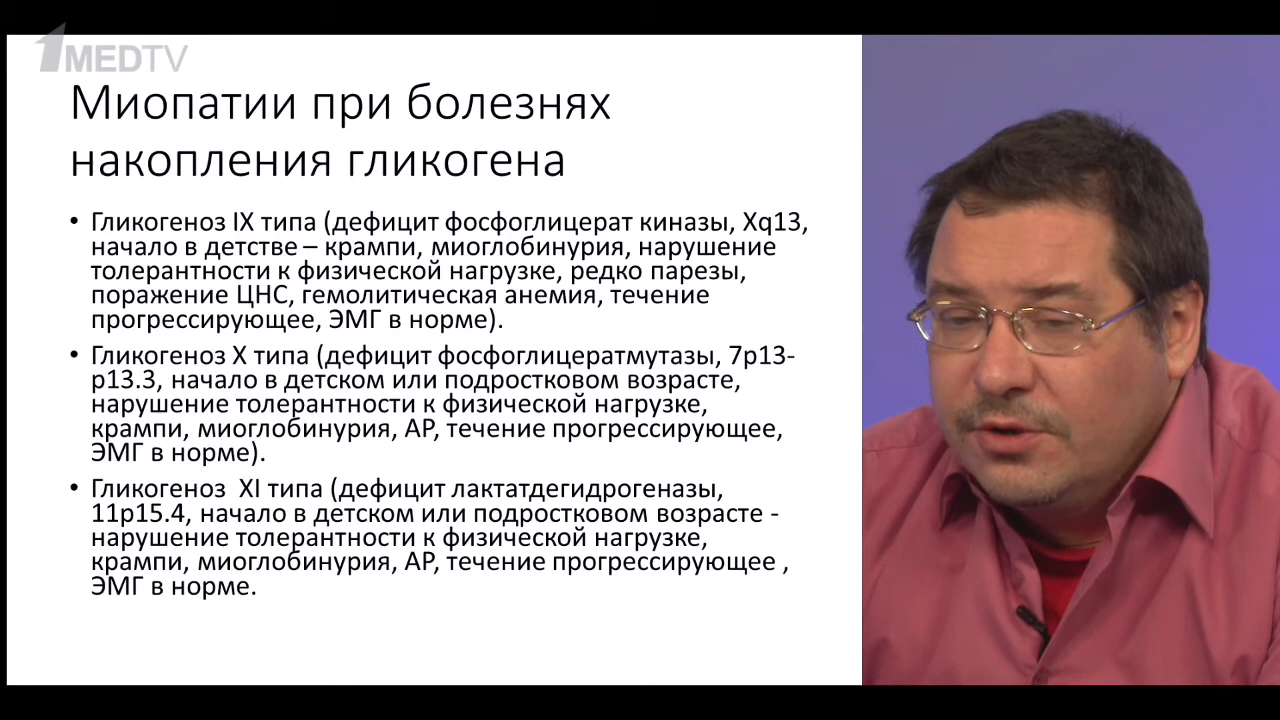 1MEDTV
Миопатии при болезнях
накопления гликогена
• Гликогеноз IX типа (дефицит фосфоглицерат киназы, Xq13,
начало в детстве – крампи, миоглобинурия, нарушение
толерантности к физической нагрузке, редко парезы,
поражение ЦНС, гемолитическая анемия, течение
прогрессирующее, ЭМГ в норме).
• Гликогеноз X типа (дефицит фосфоглицератмутазы, 7p13-
p13.3, начало в детском или подростковом возрасте,
нарушение толерантности к физической нагрузке,
крампи, миоглобинурия, АР, течение прогрессирующее,
ЭМГ в норме).
• Гликогеноз  XI типа (дефицит лактатдегидрогеназы,
11p15.4, начало в детском или подростковом возрасте -
нарушение толерантности к физической нагрузке,
крампи, миоглобинурия, АР, течение прогрессирующее ,
ЭМГ в норме.